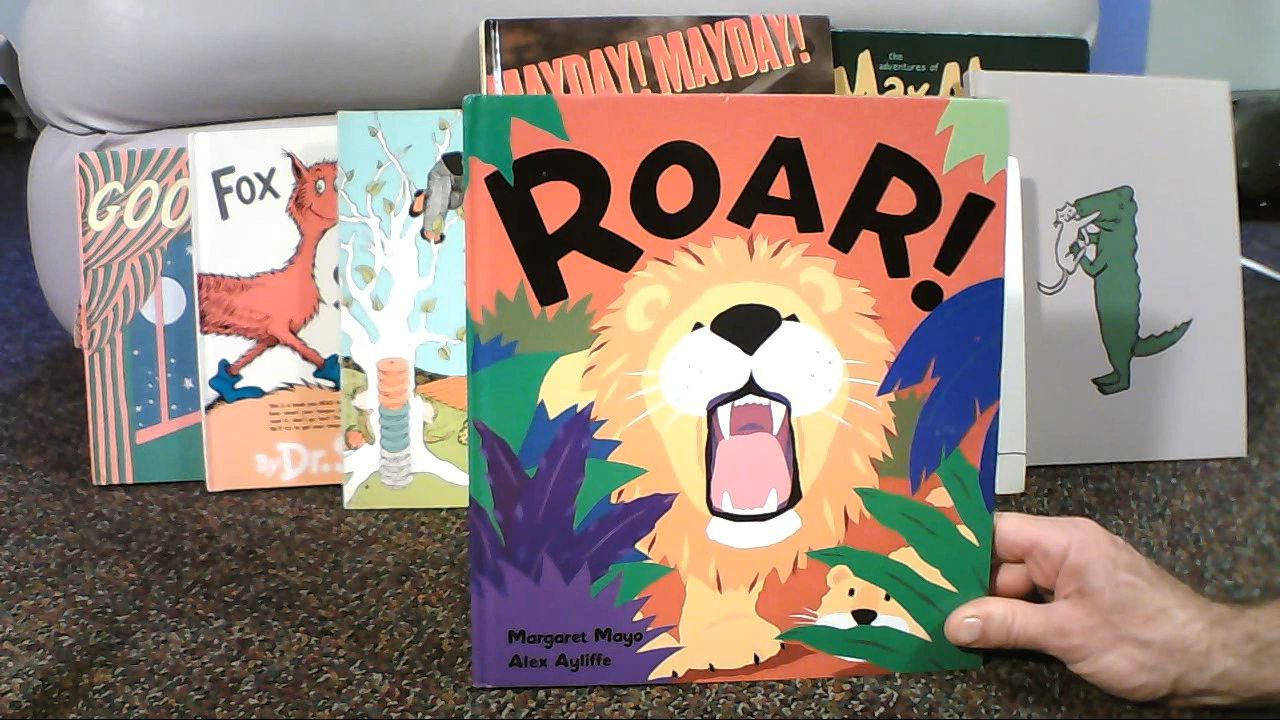 MAYDAY! MAYDAY!
the
adventures of
Max
GOO
FOX
By Dr.
ROAR!
Margaret Mayo
Alex Ayliffe